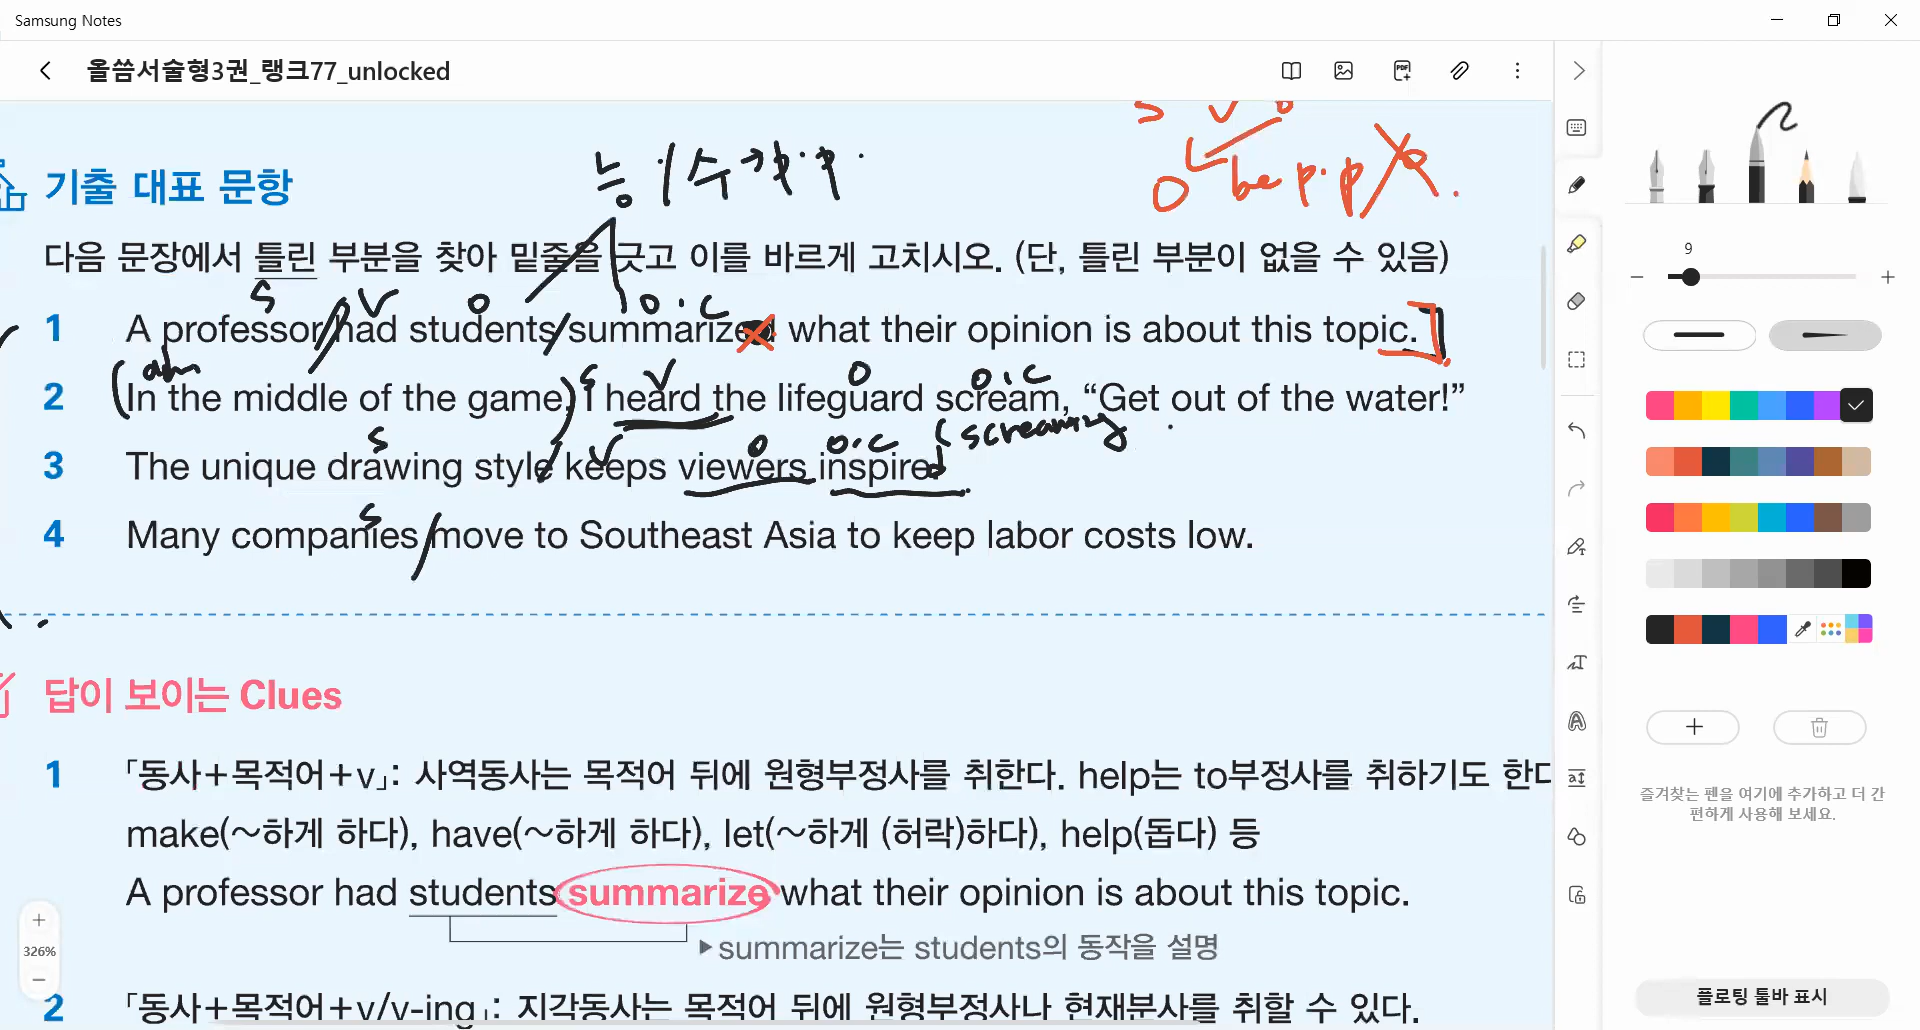 Samsung Notes
올씀서술형3권_랭크77_unlocked
S V O
능 / 수 → p.p.
O be p.p
기출 대표 문항
다음 문장에서 틀린 부분을 찾아 밑줄을 긋고 이를 바르게 고치시오. (단, 틀린 부분이 없을 수 있음)
S V O O.C
1 A professor had students summarized what their opinion is about this topic.
S V O O.C
2 In the middle of the game, I heard the lifeguard scream, “Get out of the water!”
screaming
S V O O.C
3 The unique drawing style keeps viewers inspired
S
4 Many companies move to Southeast Asia to keep labor costs low.
답이 보이는 Clues
1 「동사+목적어+v」: 사역동사는 목적어 뒤에 원형부정사를 취한다. help는 to부정사를 취하기도 한다
make(~하게 하다), have(~하게 하다), let(~하게 (허락)하다), help(돕다) 등
A professor had students summarize what their opinion is about this topic.
▶summarize는 students의 동작을 설명
2 「동사+목적어+v/v-ing」: 지각동사는 목적어 뒤에 원형부정사나 현재분사를 취할 수 있다.
326%
9
즐겨찾는 펜을 여기에 추가하고 더 간
편하게 사용해 보세요.
플로팅 툴바 표시